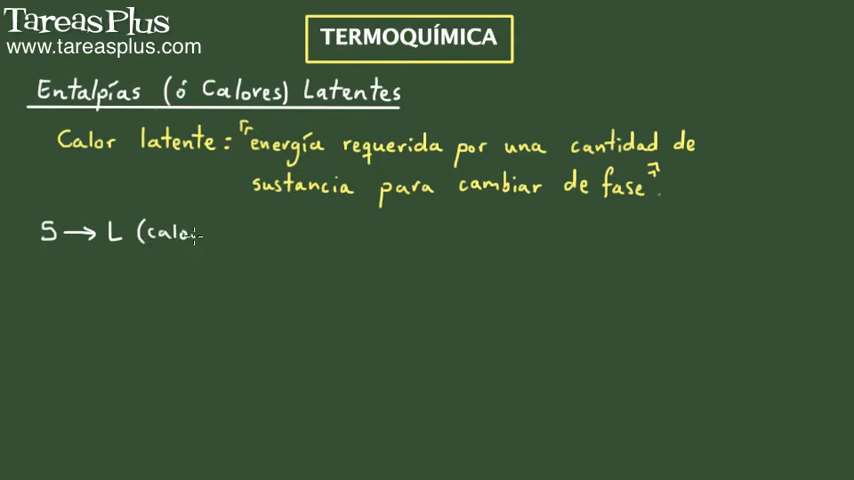 TareasPlus
www.tareasplus.com
TERMOQUÍMICA
Entalpías (ó Calores) Latentes
Calor latente: "energía requerida por una cantidad de
sustancia para cambiar de fase".
S → L (calo